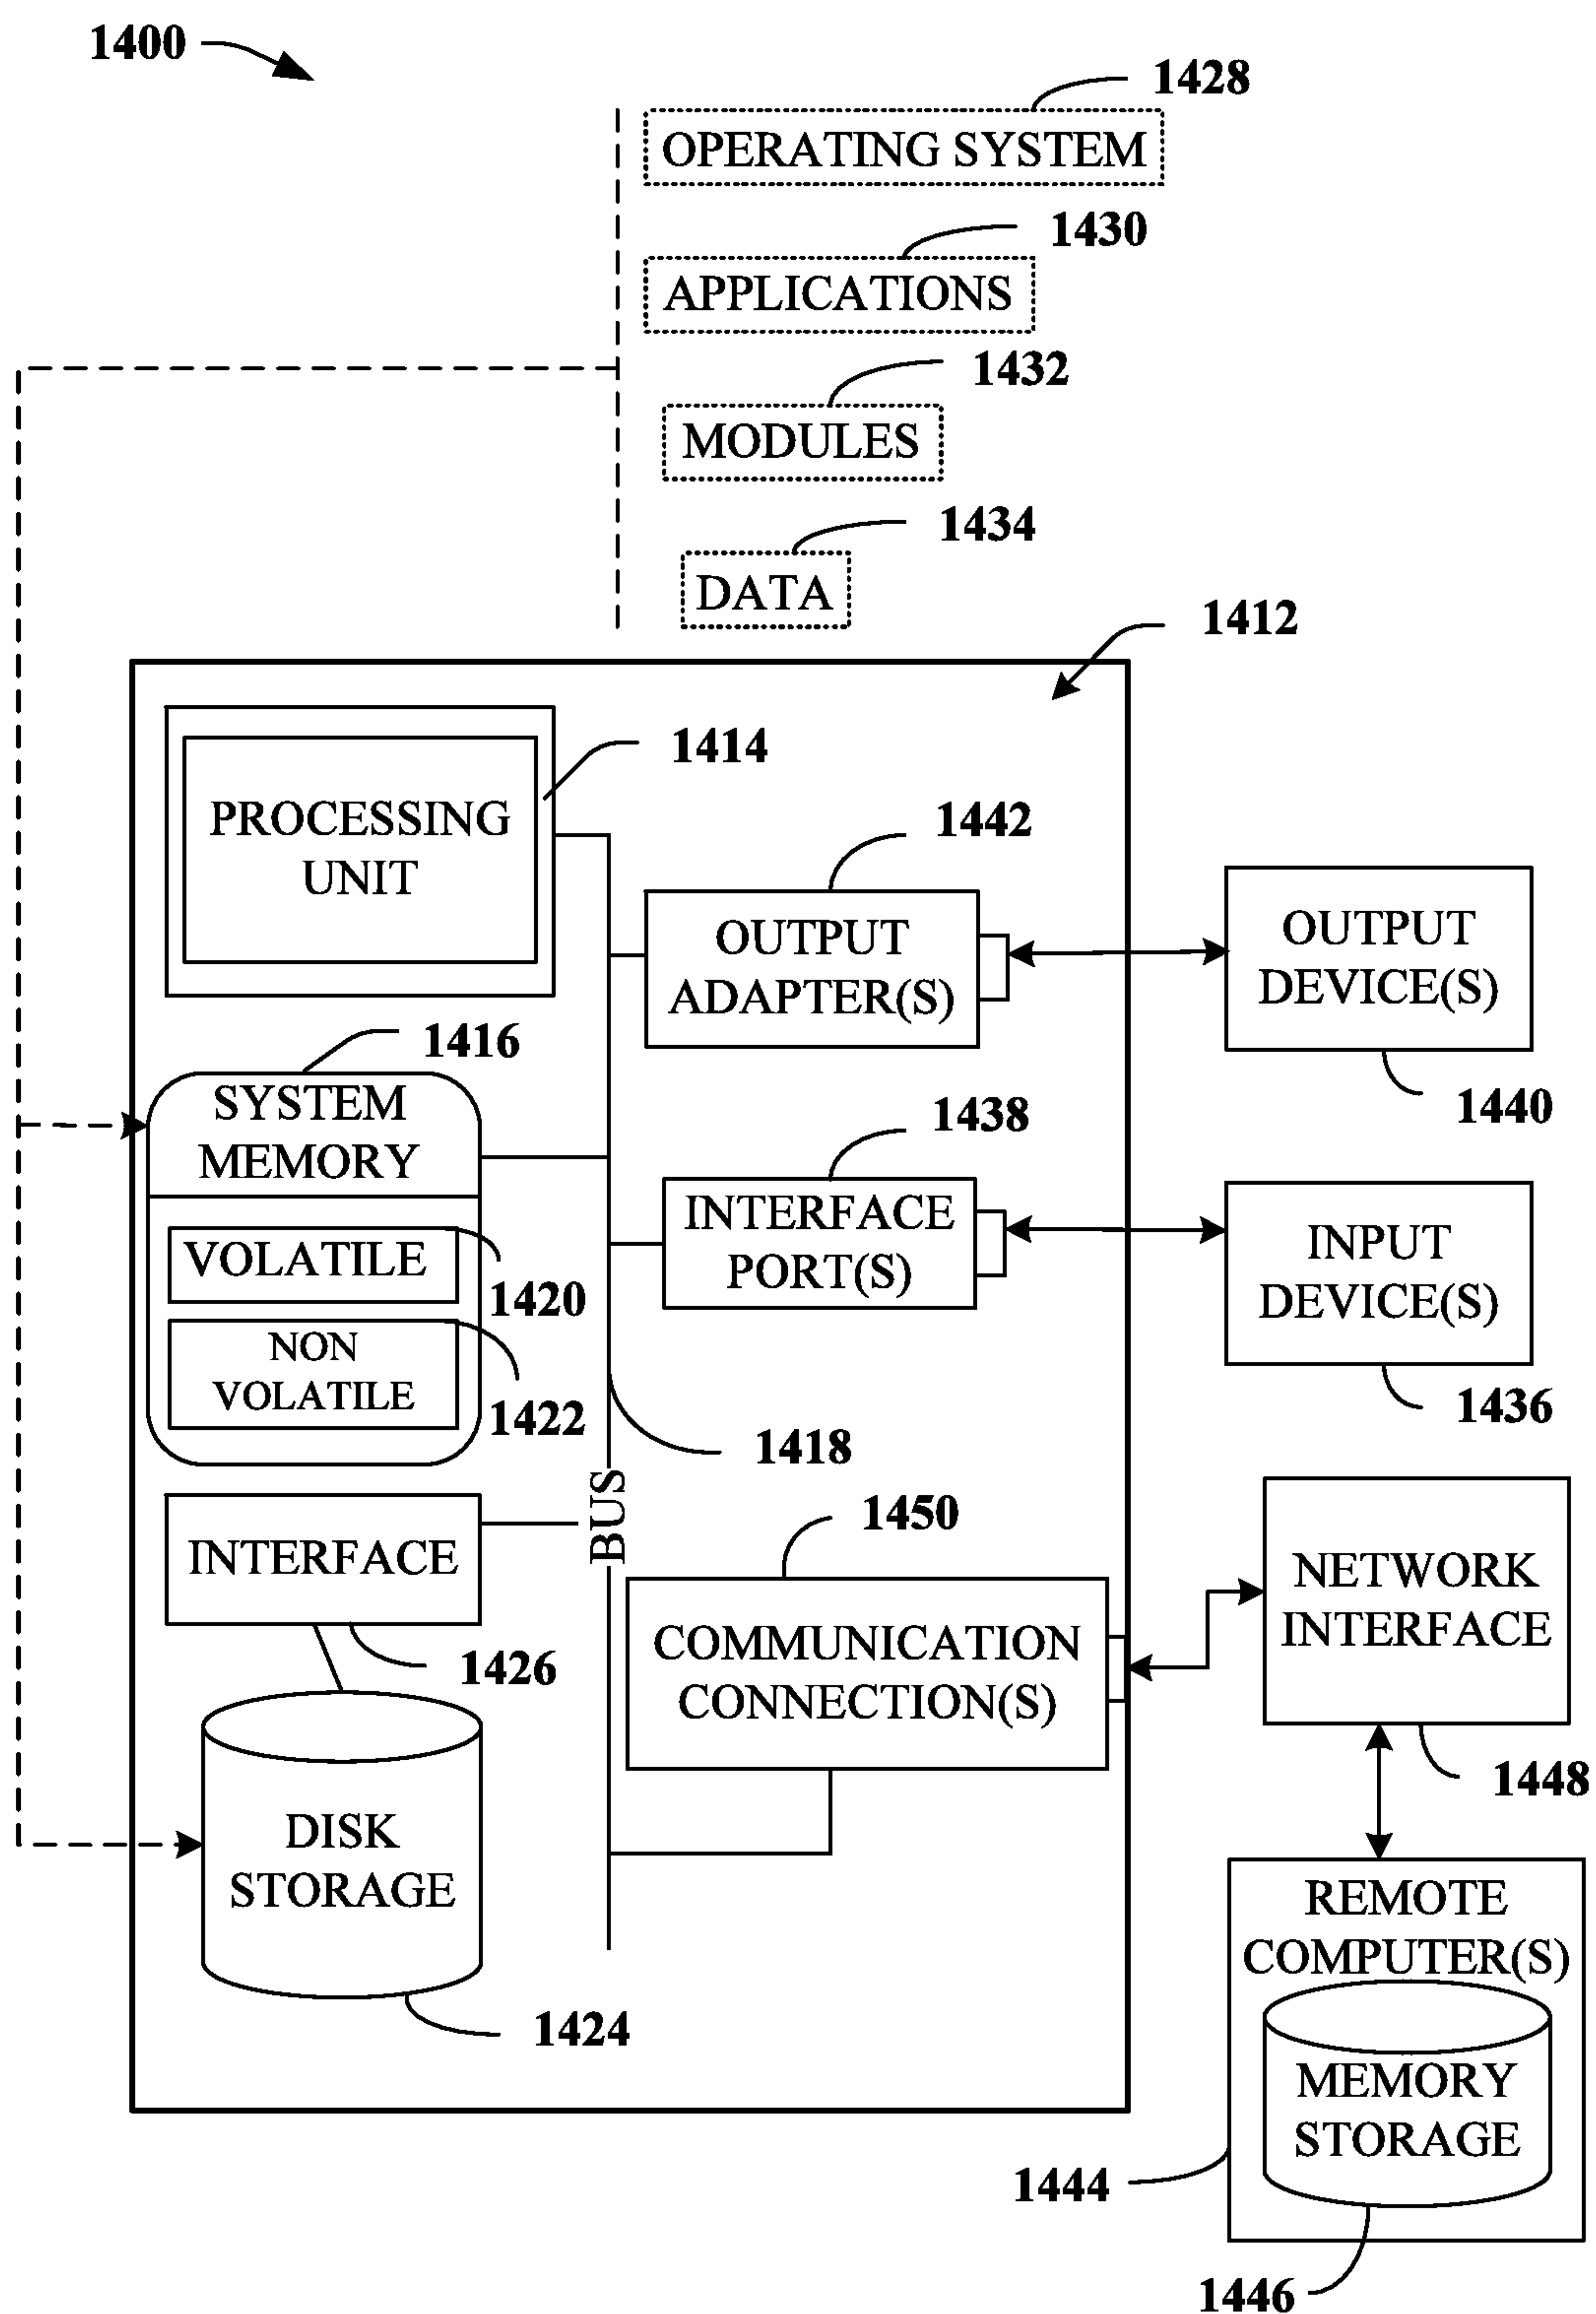 1400
1428
OPERATING SYSTEM
1430
APPLICATIONS
1432
MODULES
1434
DATA
1412
1414
PROCESSING
UNIT
1442
OUTPUT
ADAPTER(S)
OUTPUT
DEVICE(S)
1440
1416
SYSTEM
MEMORY
1438
INTERFACE
PORT(S)
INPUT
DEVICE(S)
1436
VOLATILE
1420
NON
VOLATILE
1422
1418
BUS
INTERFACE
1426
1450
COMMUNICATION
CONNECTION(S)
NETWORK
INTERFACE
1448
DISK
STORAGE
1424
REMOTE
COMPUTER(S)
MEMORY
STORAGE
1444
1446